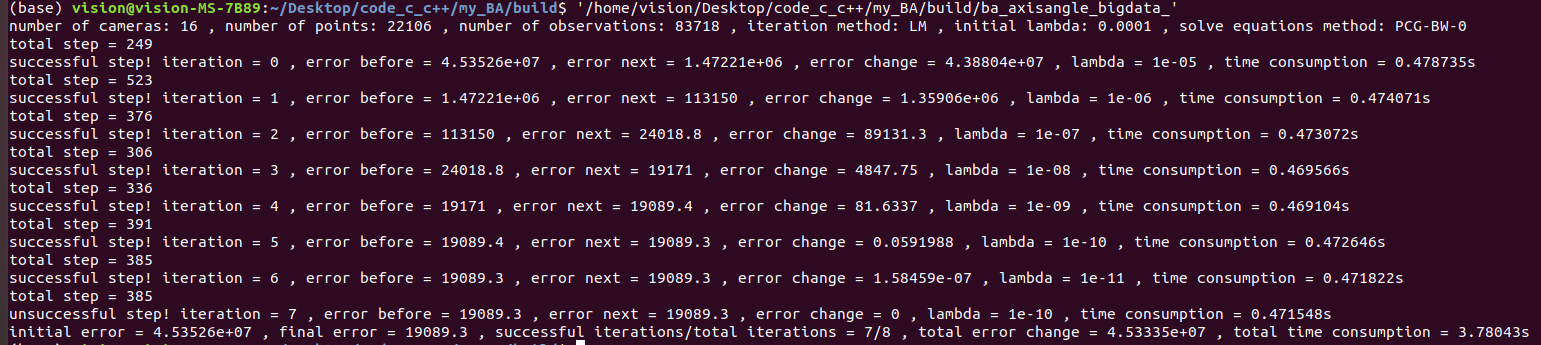 (base) vision@vision-MS-7B89:~/Desktop/code_c_c++/my_BA/build$ '/home/vision/Desktop/code_c_c++/my_BA/build/ba_axisangle_bigdata_'
number of cameras: 16 , number of points: 22106 , number of observations: 83718 , iteration method: LM , initial lambda: 0.0001 , solve equations method: PCG-BW-0
total step = 249
successful step! iteration = 0 , error before = 4.53526e+07 , error next = 1.47221e+06 , error change = 4.38804e+07 , lambda = 1e-05 , time consumption = 0.478735s
total step = 523
successful step! iteration = 1 , error before = 1.47221e+06 , error next = 113150 , error change = 1.35906e+06 , lambda = 1e-06 , time consumption = 0.474071s
total step = 376
successful step! iteration = 2 , error before = 113150 , error next = 24018.8 , error change = 89131.3 , lambda = 1e-07 , time consumption = 0.473072s
total step = 306
successful step! iteration = 3 , error before = 24018.8 , error next = 19171 , error change = 4847.75 , lambda = 1e-08 , time consumption = 0.469566s
total step = 336
successful step! iteration = 4 , error before = 19171 , error next = 19089.4 , error change = 81.6337 , lambda = 1e-09 , time consumption = 0.469104s
total step = 391
successful step! iteration = 5 , error before = 19089.4 , error next = 19089.3 , error change = 0.0591988 , lambda = 1e-10 , time consumption = 0.472646s
total step = 385
successful step! iteration = 6 , error before = 19089.3 , error next = 19089.3 , error change = 1.58459e-07 , lambda = 1e-11 , time consumption = 0.471822s
total step = 385
unsuccessful step! iteration = 7 , error before = 19089.3 , error next = 19089.3 , error change = 0 , lambda = 1e-10 , time consumption = 0.471548s
initial error = 4.53526e+07 , final error = 19089.3 , successful iterations/total iterations = 7/8 , total error change = 4.53335e+07 , total time consumption = 3.78043s